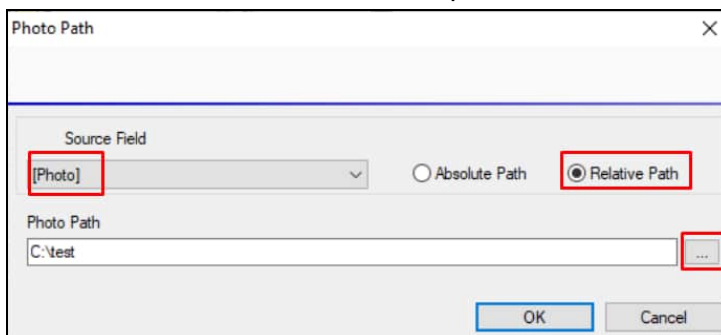 Photo Path
Source Field
[Photo]
Absolute Path
Relative Path
Photo Path
C:\test
...
OK
Cancel